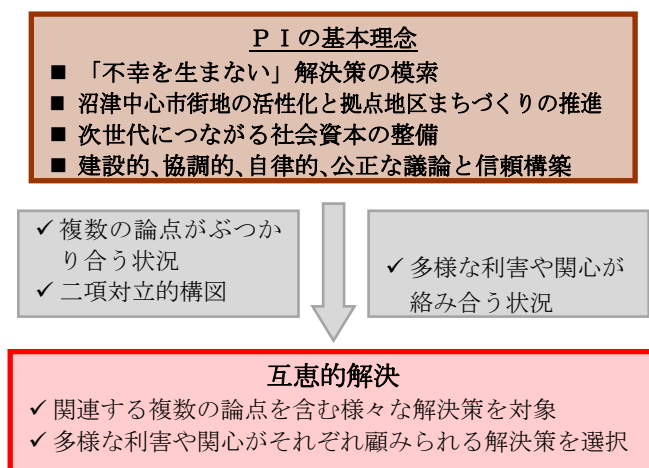 ＰＩの基本理念
■ 「不幸を生まない」解決策の模索
■ 沼津中心市街地の活性化と拠点地区まちづくりの推進
■ 次世代につながる社会資本の整備
■ 建設的、協調的、自律的、公正な議論と信頼構築
✓複数の論点がぶつか
り合う状況
✓二項対立的構図
✓多様な利害や関心が
絡み合う状況
互恵的解決
✓関連する複数の論点を含む様々な解決策を対象
✓多様な利害や関心がそれぞれ顧みられる解決策を選択